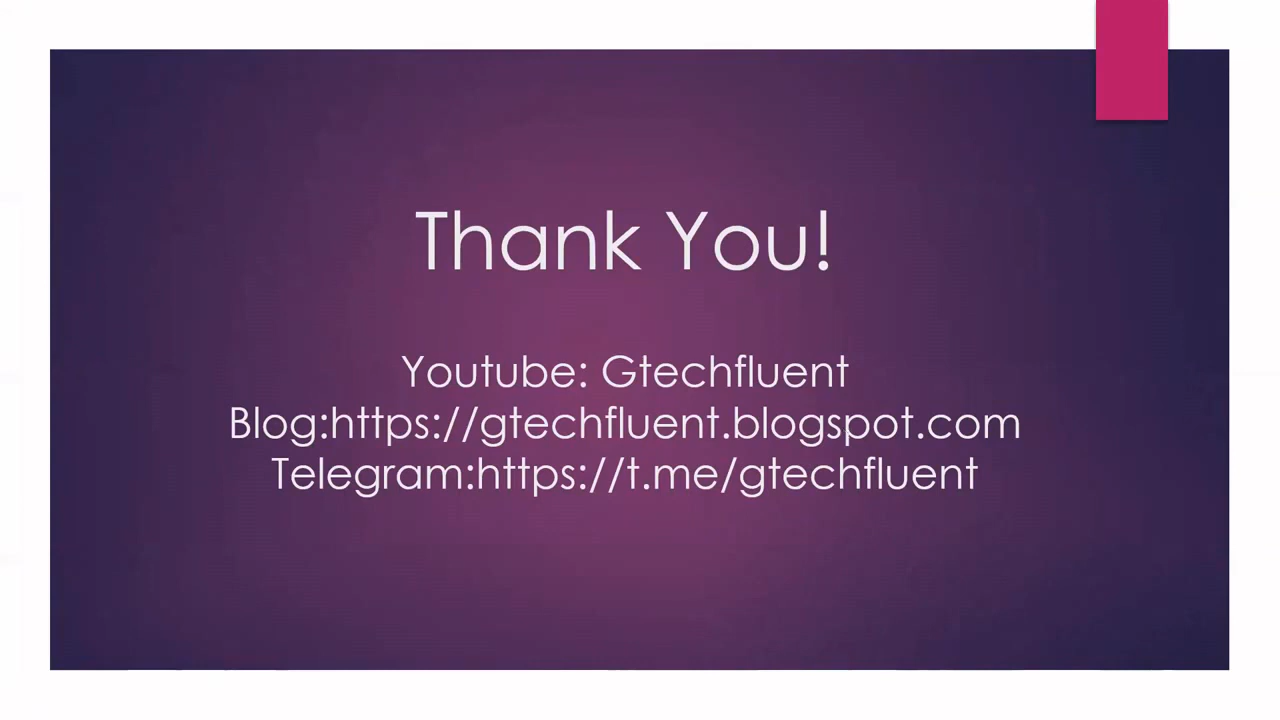 Thank You!
Youtube: Gtechfluent
Blog:https://gtechfluent.blogspot.com
Telegram:https://t.me/gtechfluent